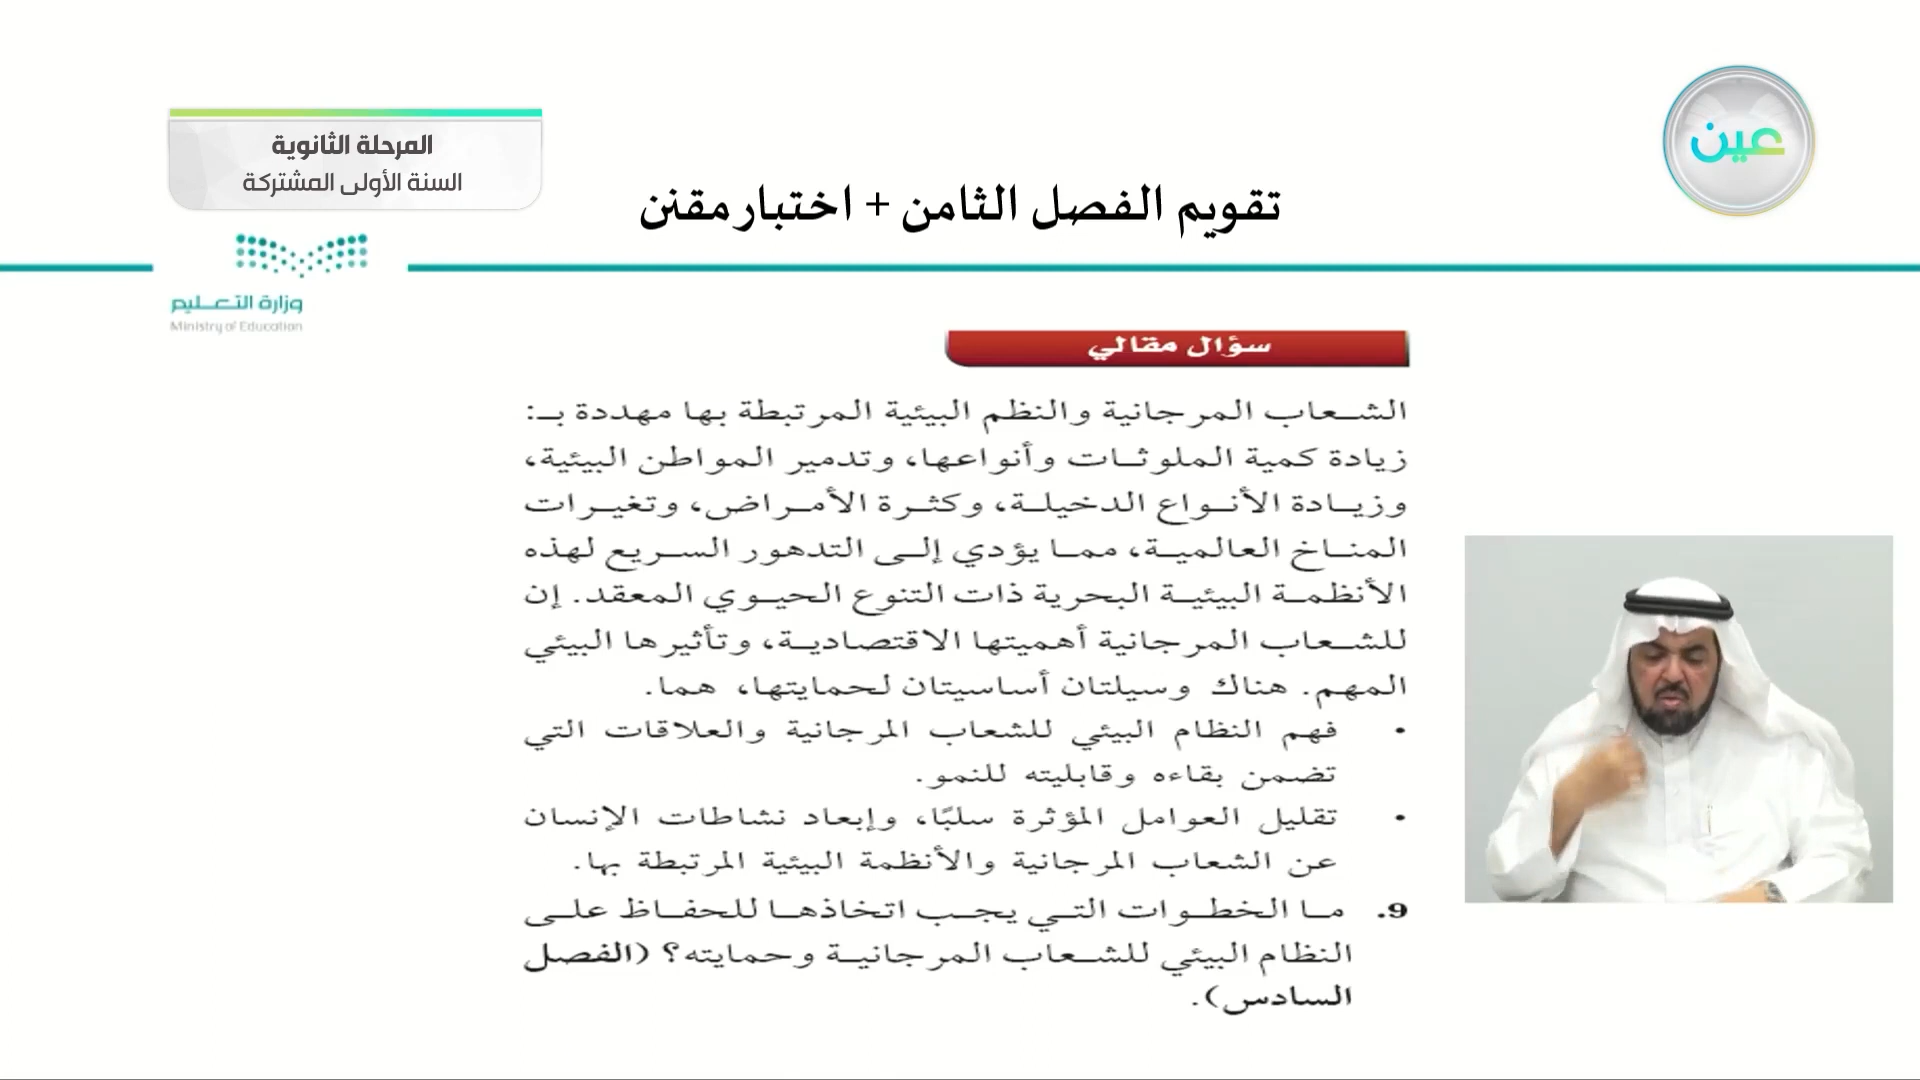 عين
المرحلة الثانوية
السنة الأولى المشتركة
تقويم الفصل الثامن + اختبار مقنن
وزارة التعليم
Ministry of Education
سؤال مقالي
الشعاب المرجانية والنظم البيئية المرتبطة بها مهددة بـ:
زيادة كمية الملوثات وأنواعها، وتدمير المواطن البيئية،
وزيادة الأنواع الدخيلة، وكثرة الأمراض، وتغيرات
المناخ العالمية، مما يؤدي إلى التدهور السريع لهذه
الأنظمة البيئية البحرية ذات التنوع الحيوي المعقد. إن
للشعاب المرجانية أهميتها الاقتصادية، وتأثيرها البيئي
المهم. هناك وسيلتان أساسيتان لحمايتها، هما.
• فهم النظام البيئي للشعاب المرجانية والعلاقات التي
تضمن بقاءه وقابليته للنمو.
• تقليل العوامل المؤثرة سلبًا، وإبعاد نشاطات الإنسان
عن الشعاب المرجانية والأنظمة البيئية المرتبطة بها.
9. ما الخطوات التي يجب اتخاذها للحفاظ على
النظام البيئي للشعاب المرجانية وحمايته؟ (الفصل
السادس).